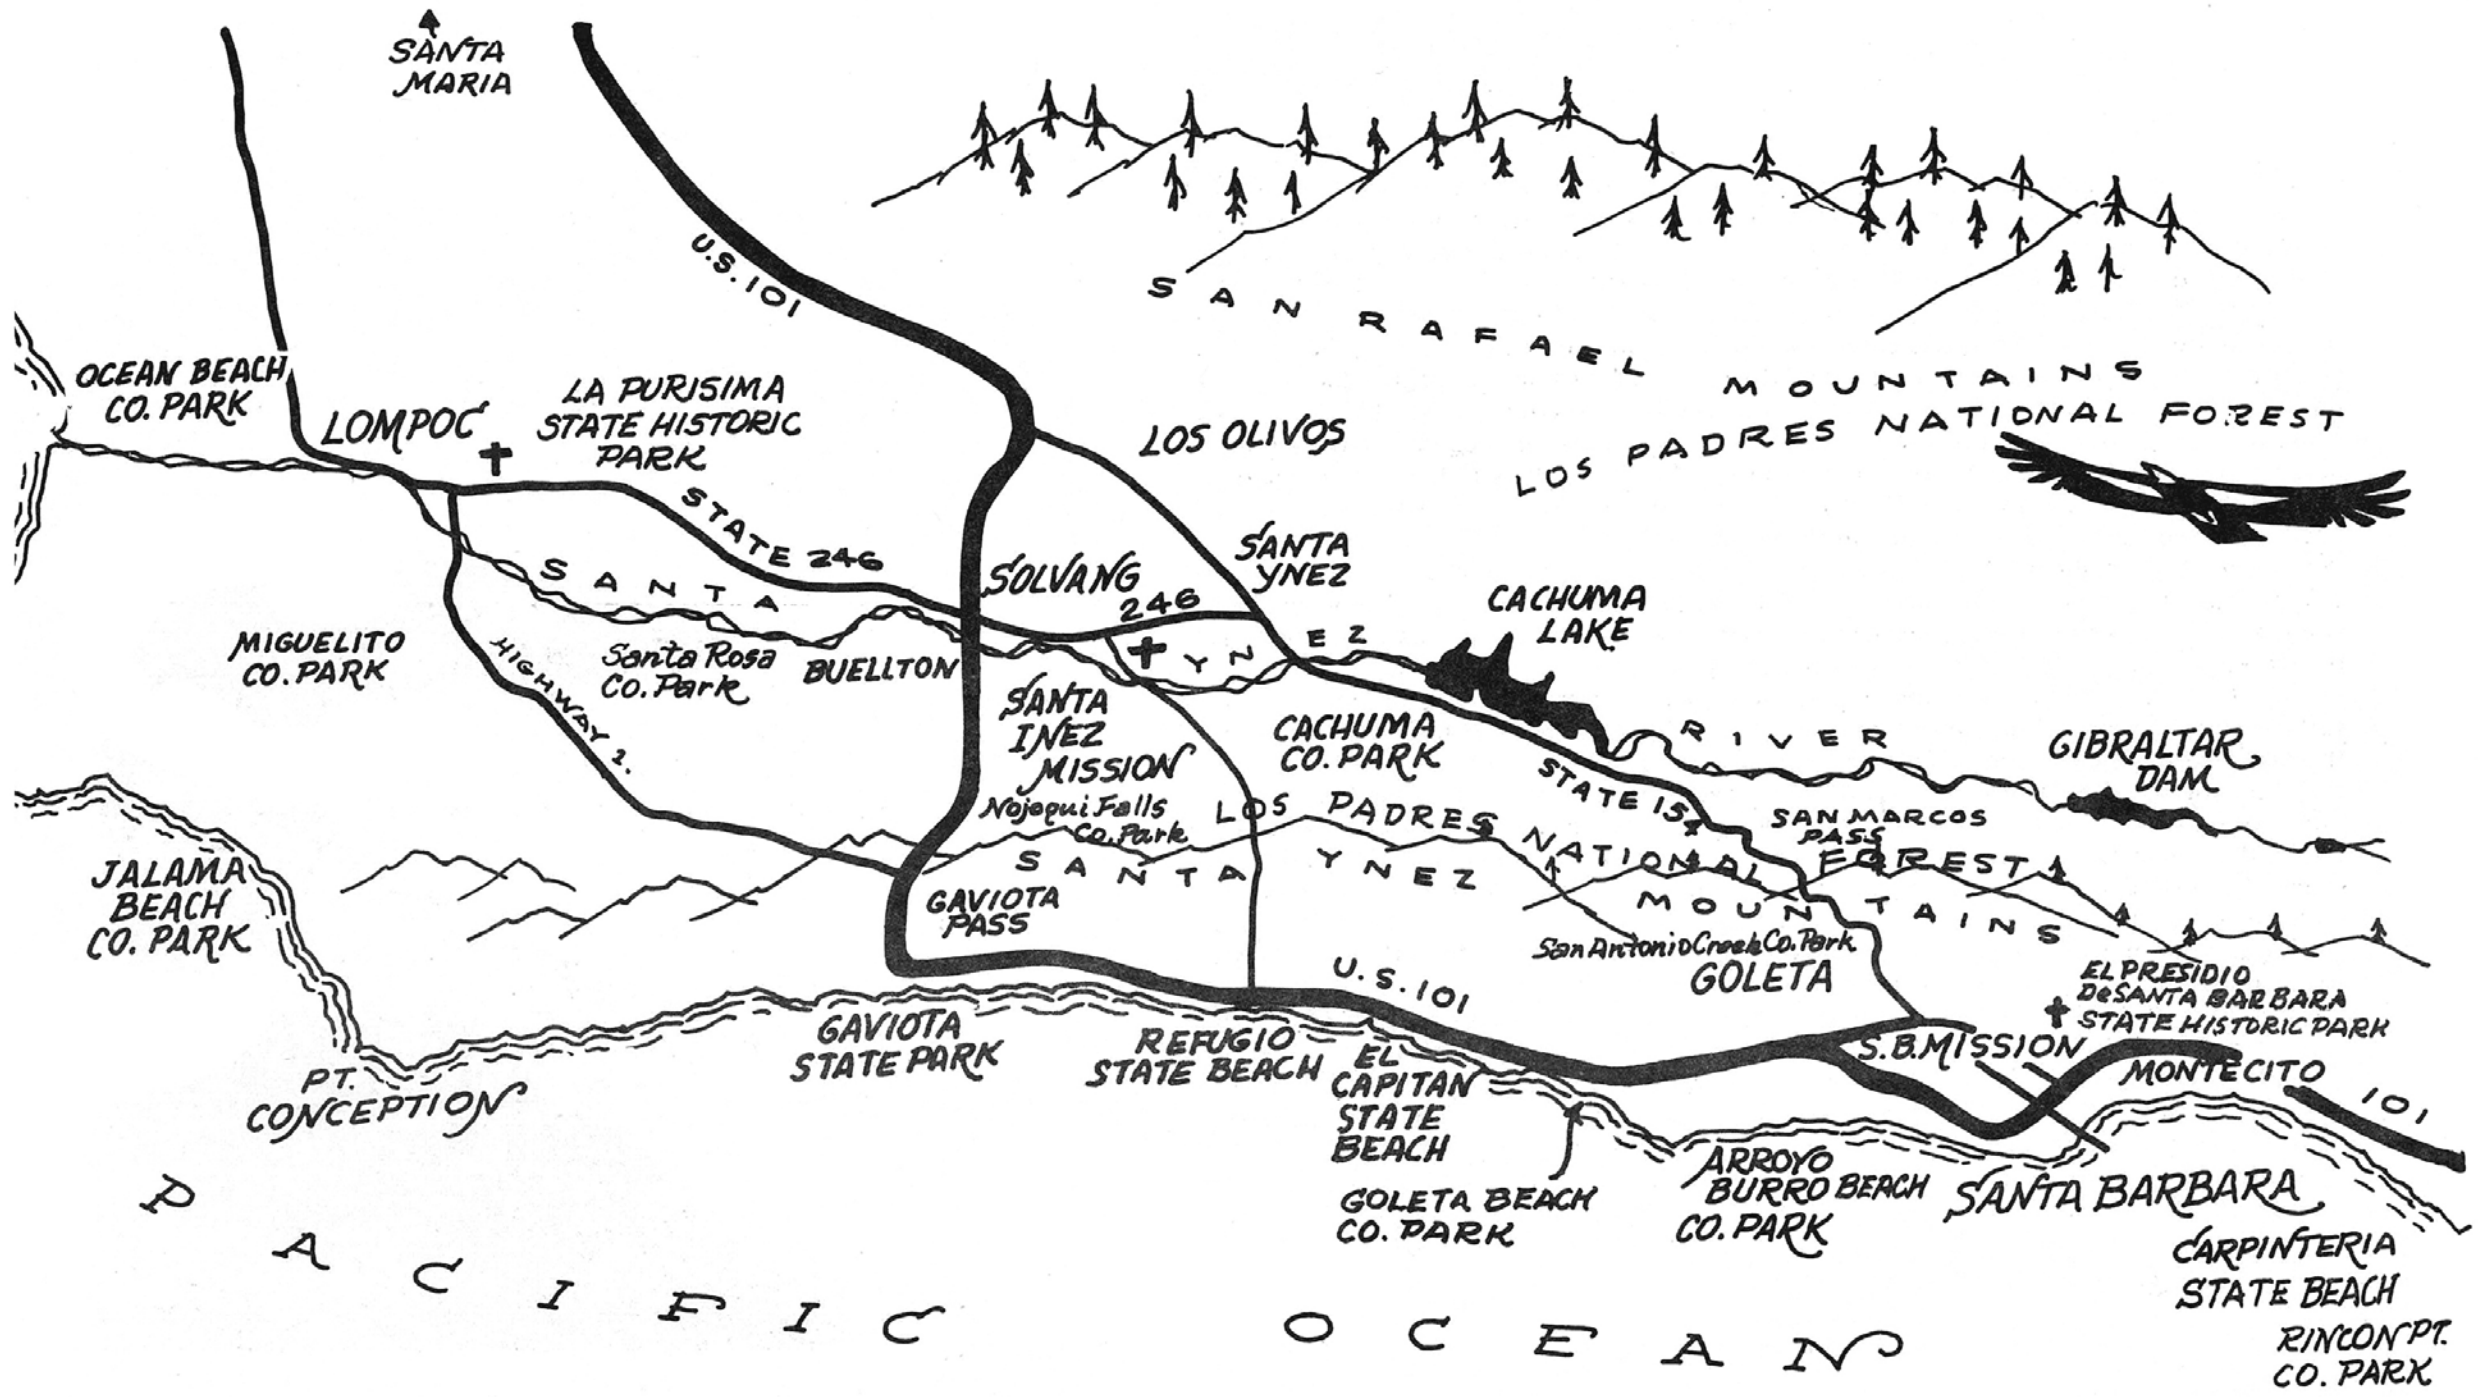 SANTA
MARIA
U.S. 101
SAN RAFAEL MOUNTAINS
LOS PADRES NATIONAL FOREST
OCEAN BEACH
CO. PARK
LOMPOC
LA PURISIMA
STATE HISTORIC
PARK
LOS OLIVOS
STATE 246
SOLVANG
246
SANTA
YNEZ
CACHUMA
LAKE
SANTA YNEZ RIVER
MIGUELITO
CO. PARK
HIGHWAY 1.
Santa Rosa
Co. Park
BUELLTON
SANTA
INEZ
MISSION
CACHUMA
CO. PARK
STATE 154
GIBRALTAR
DAM
Nojoqui Falls
Co. Park
SAN MARCOS
PASS
LOS PADRES NATIONAL FOREST
SANTA YNEZ MOUNTAINS
JALAMA
BEACH
CO. PARK
GAVIOTA
PASS
San Antonio Creek Co. Park
GOLETA
U.S. 101
EL PRESIDIO
De SANTA BARBARA
STATE HISTORIC PARK
S.B. MISSION
MONTECITO
101
PT.
CONCEPTION
GAVIOTA
STATE PARK
REFUGIO
STATE BEACH
EL
CAPITAN
STATE
BEACH
GOLETA BEACH
CO. PARK
ARROYO
BURRO BEACH
CO. PARK
SANTA BARBARA
CARPINTERIA
STATE BEACH
RINCON PT.
CO. PARK
PACIFIC OCEAN